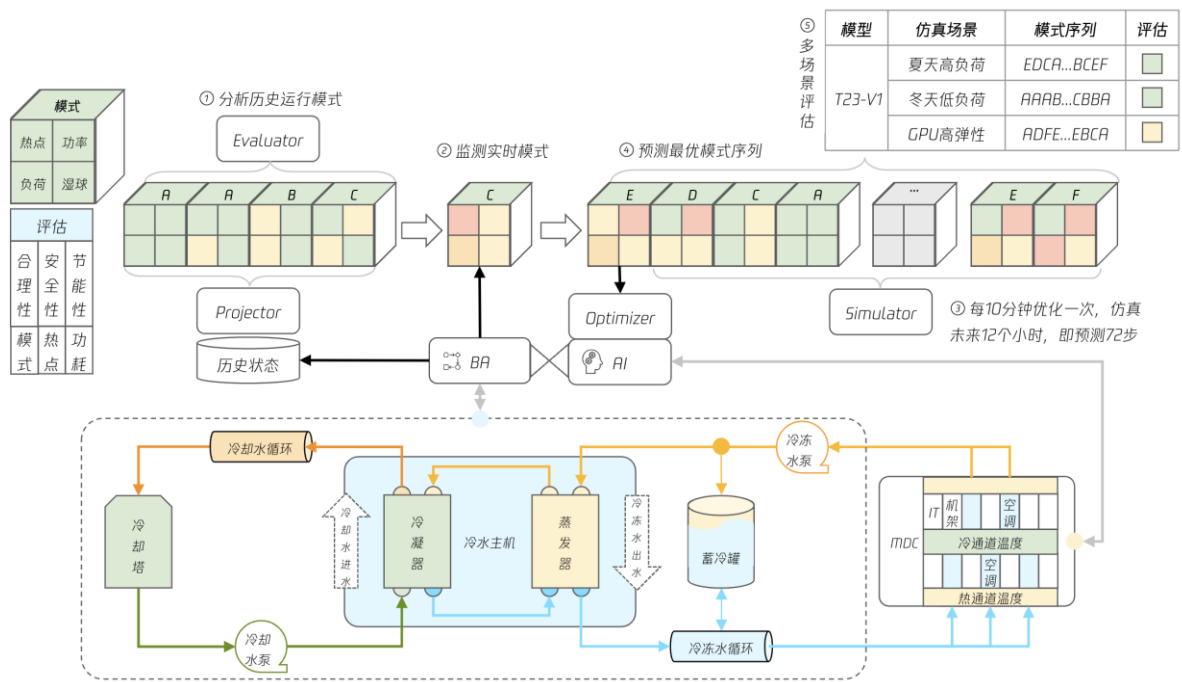 ⑤多场景评估
模型 仿真场景 模式序列 评估
T23-V1
夏天高负荷 EDCA...BCEF
冬天低负荷 AAAB...CBBA
GPU高弹性 ADFE...EBCA
模式
热点 功率
负荷 湿球
评估
合理性 安全性 节能性
模式 热点 功耗
① 分析历史运行模式
Evaluator
② 监测实时模式
④ 预测最优模式序列
A A B C
C
E D C A ... E F
Projector
历史状态
BA
Optimizer
AI
Simulator
③ 每10分钟优化一次，仿真
未来12个小时，即预测72步
冷却水循环
冷却塔
冷却
水泵
冷却水进水
冷凝器
冷水主机
蒸发器
冷冻水出水
冷冻
水泵
蓄冷罐
冷冻水循环
MDC
IT
机架
空调
冷通道温度
空调
热通道温度